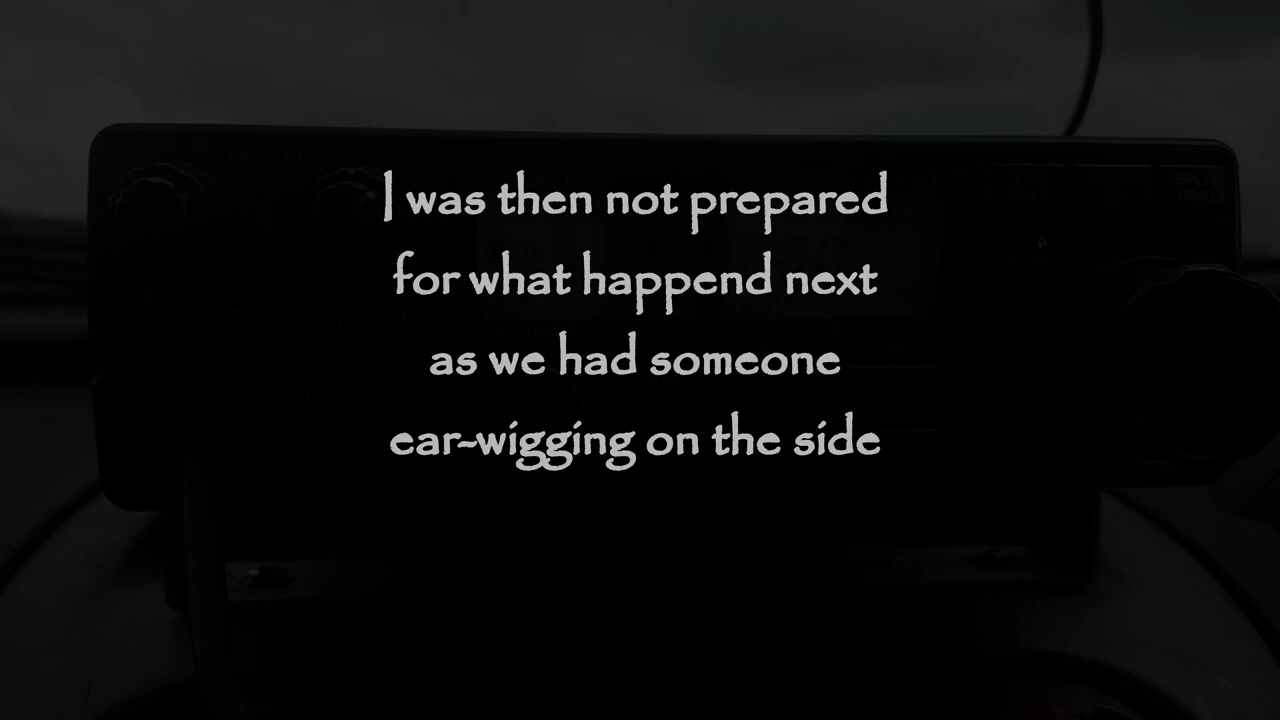 I was then not prepared
for what happend next
as we had someone
ear-wigging on the side